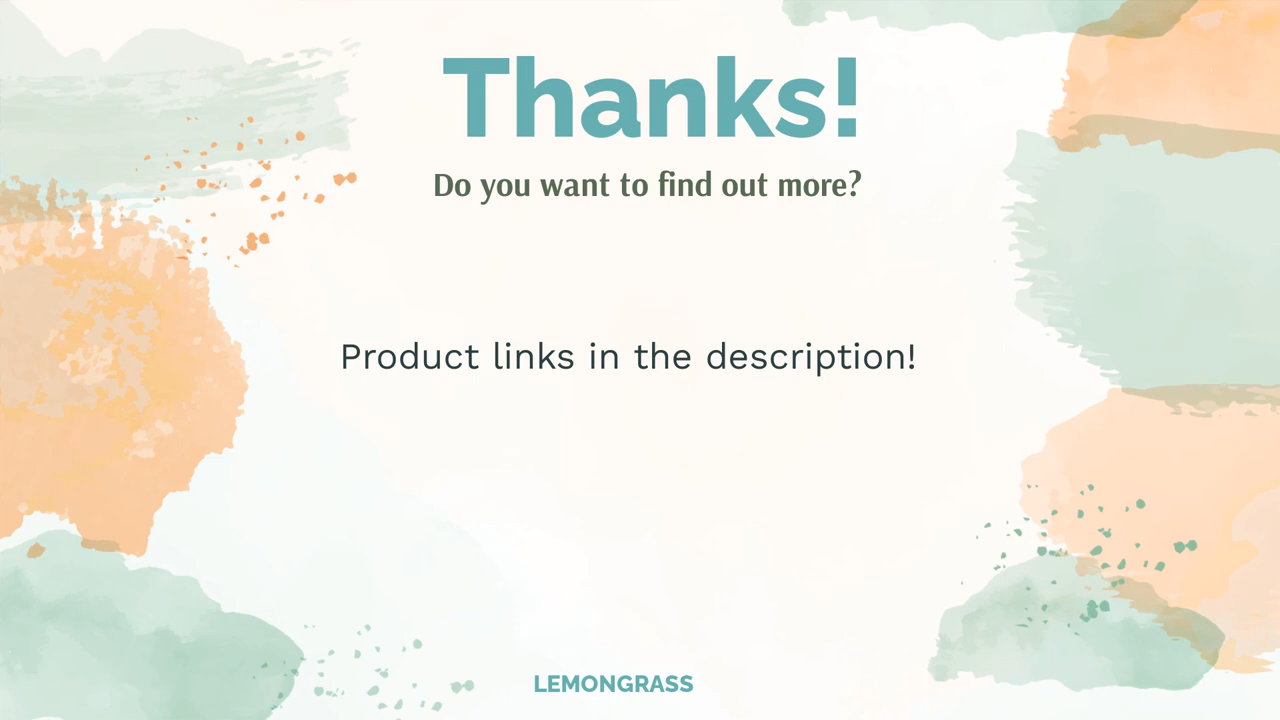 Thanks!
Do you want to find out more?
Product links in the description!
LEMONGRASS